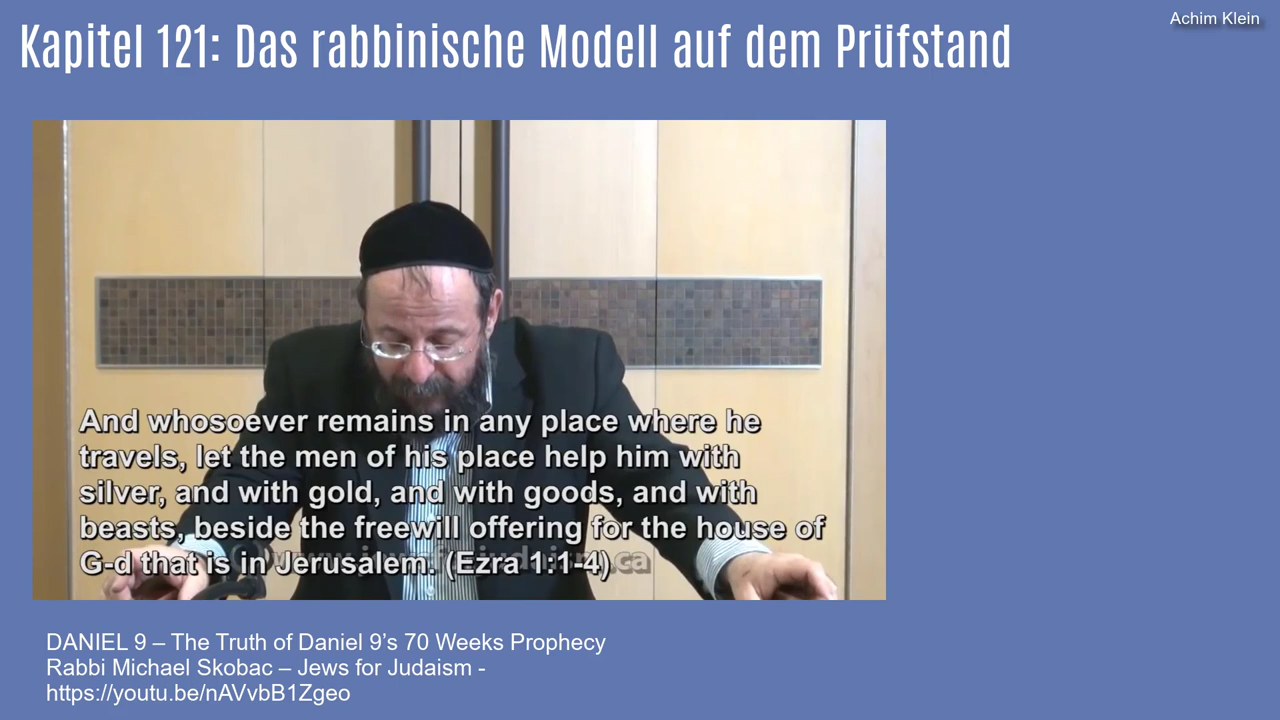 Achim Klein
Kapitel 121: Das rabbinische Modell auf dem Prüfstand
And whosoever remains in any place where he
travels, let the men of his place help him with
silver, and with gold, and with goods, and with
beasts, beside the freewill offering for the house of
G-d that is in Jerusalem. (Ezra 1:1-4)
DANIEL 9 – The Truth of Daniel 9’s 70 Weeks Prophecy
Rabbi Michael Skobac – Jews for Judaism -
https://youtu.be/nAVvbB1Zgeo